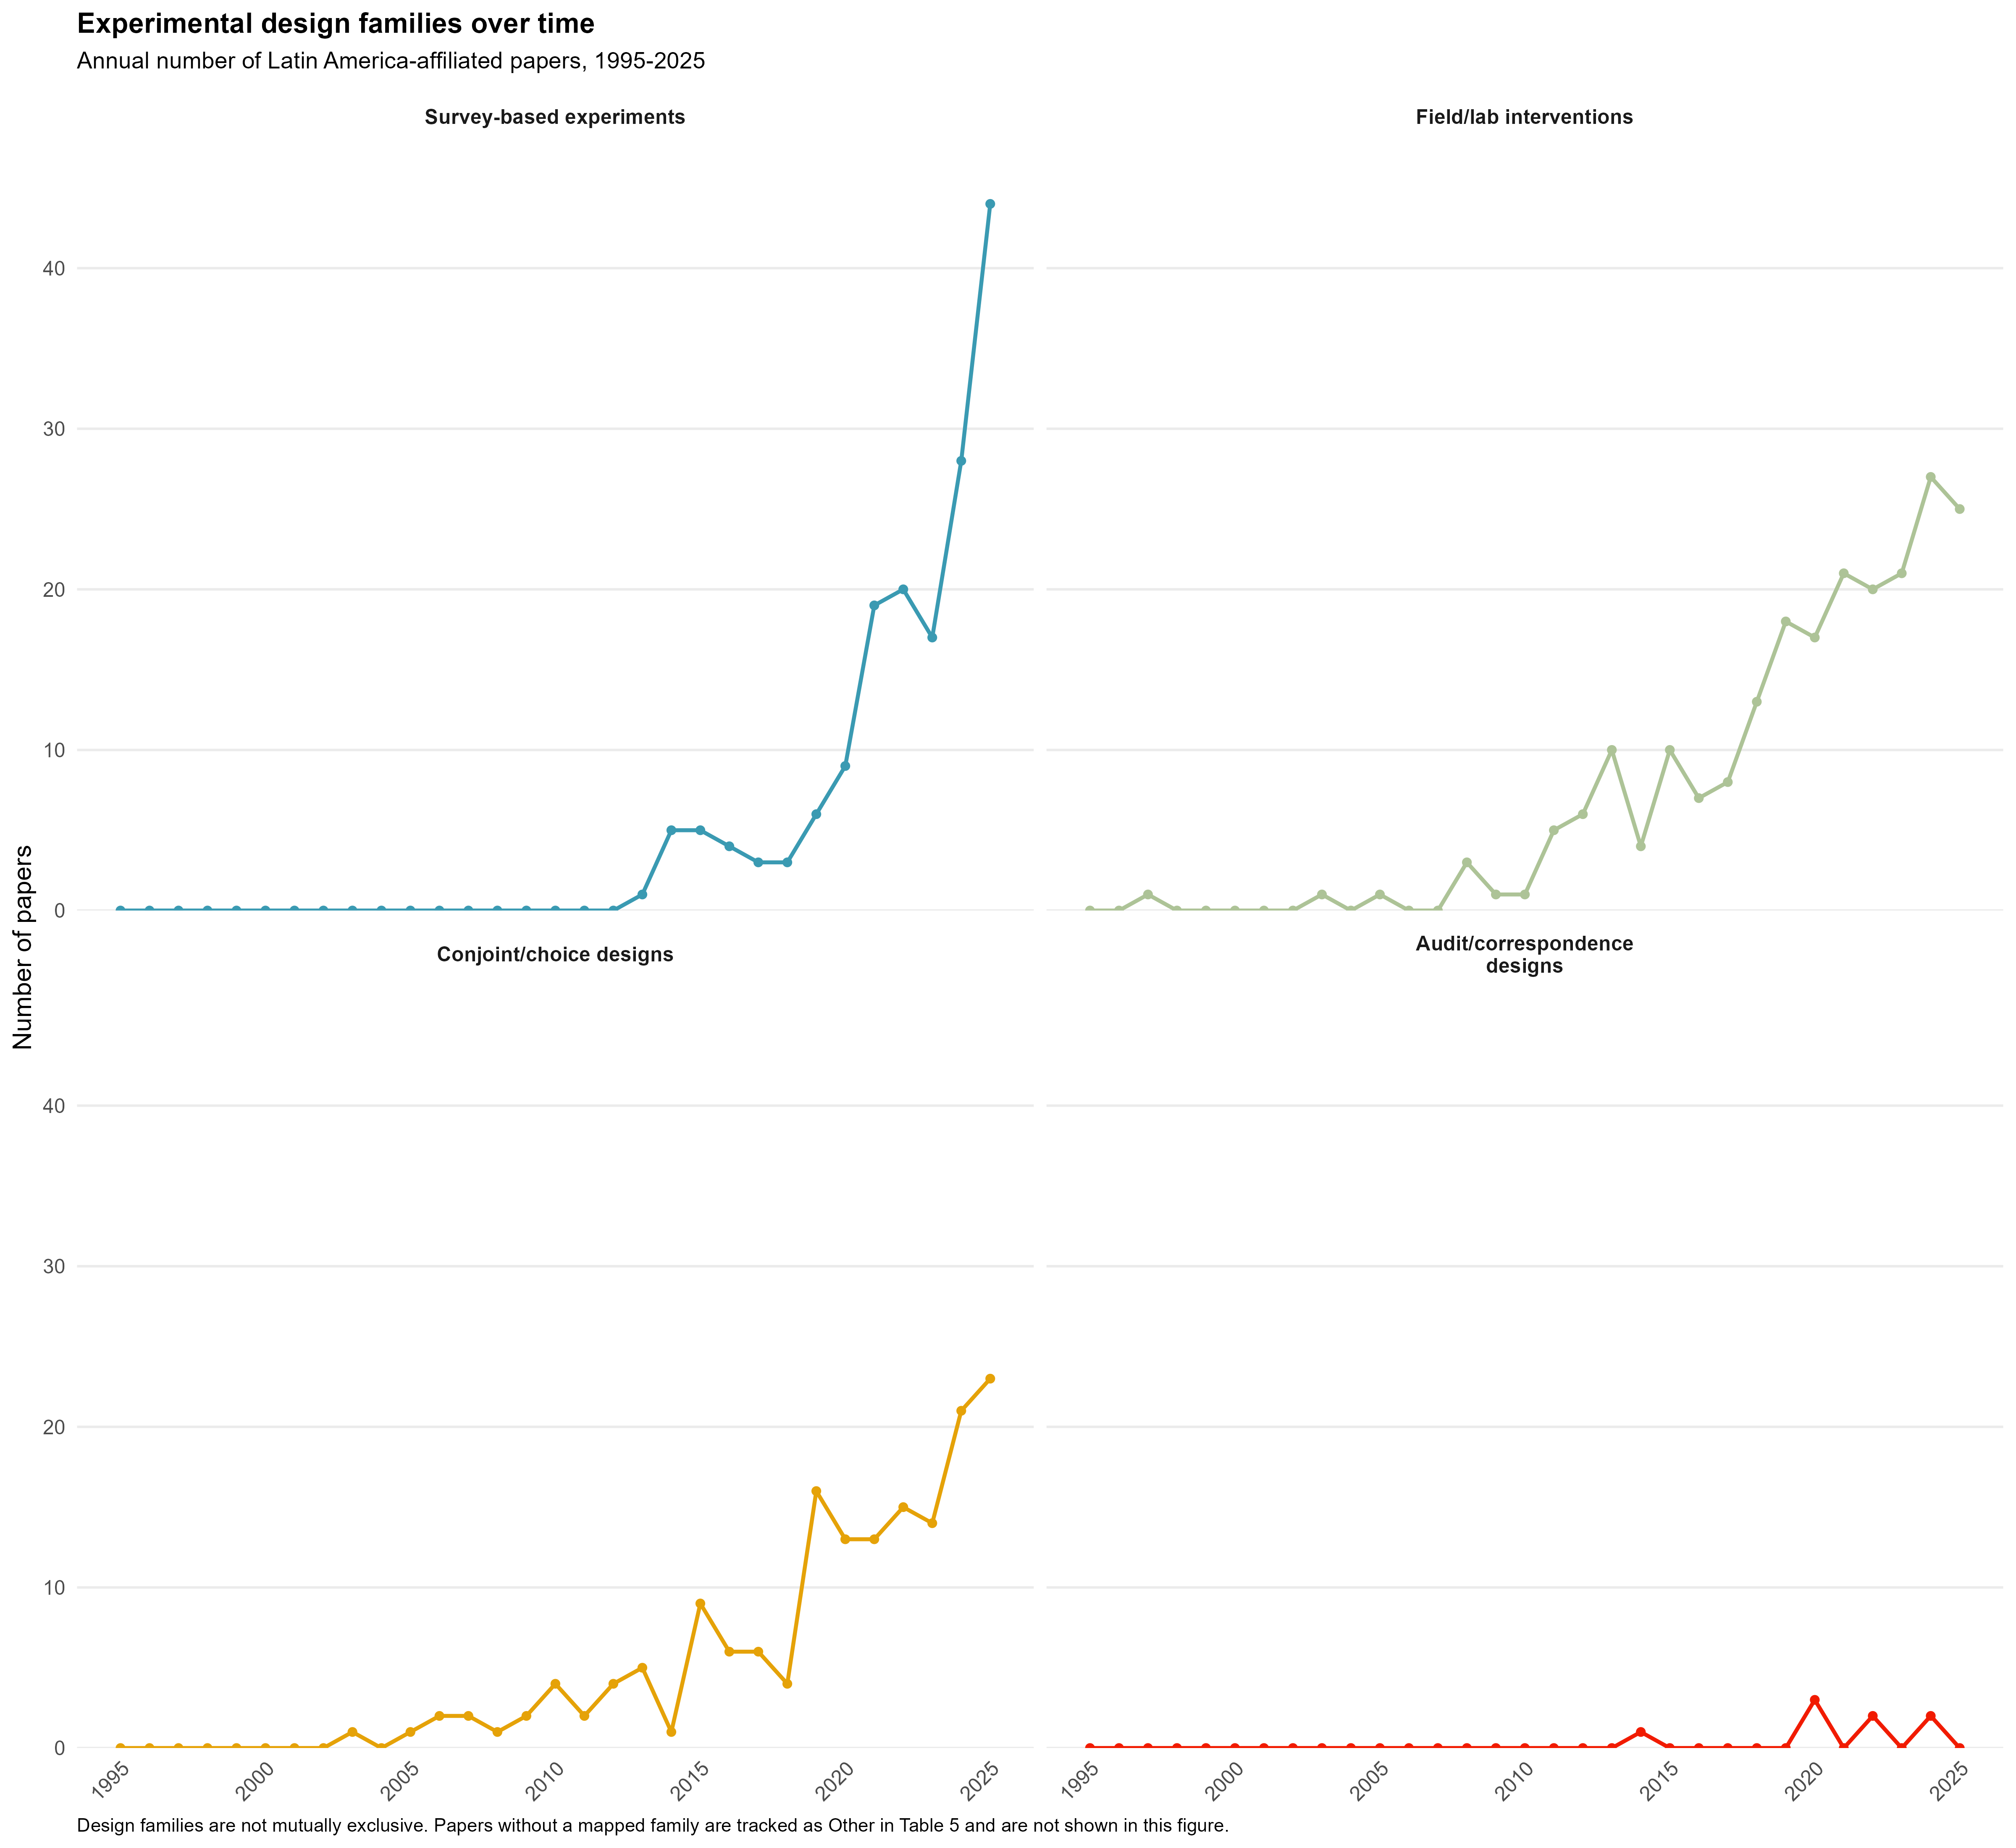 Experimental design families over time
Annual number of Latin America-affiliated papers, 1995-2025
Survey-based experiments
Field/lab interventions
40
30
20
10
0
Number of papers
Conjoint/choice designs
Audit/correspondence
designs
40
30
20
10
0
1995
2000
2005
2010
2015
2020
2025
1995
2000
2005
2010
2015
2020
2025
Design families are not mutually exclusive. Papers without a mapped family are tracked as Other in Table 5 and are not shown in this figure.